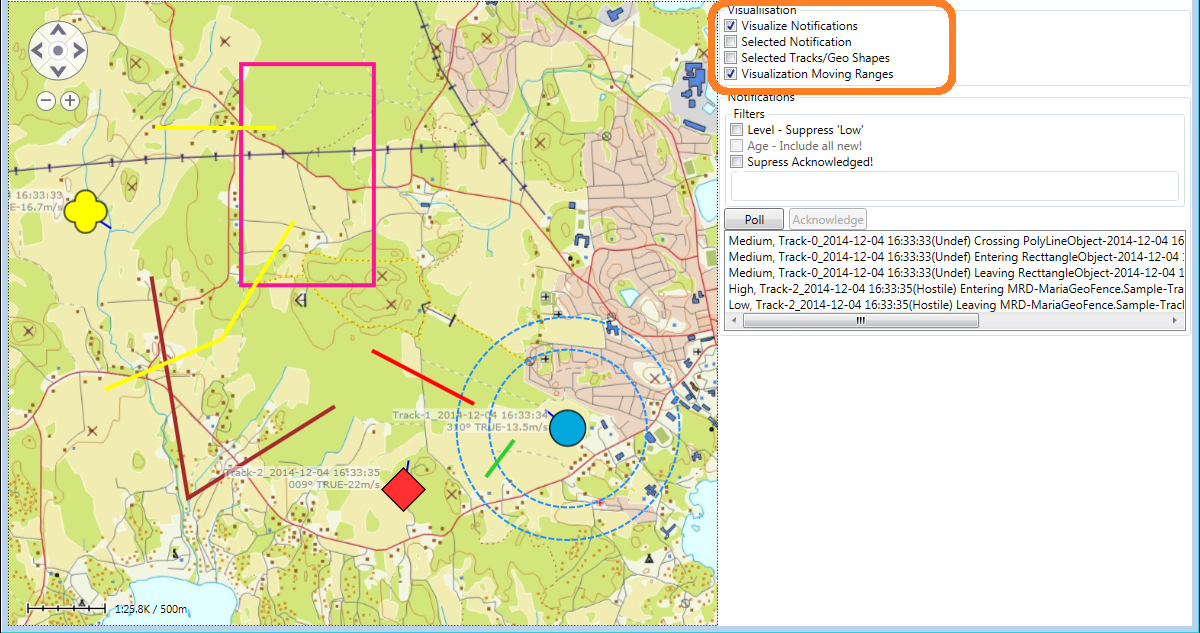 Visuallisation
Visualize Notifications
Selected Notification
Selected Tracks/Geo Shapes
Visualization Moving Ranges
Notifications
Filters
Level - Suppress 'Low'
Age - Include all new!
Supress Acknowledged!
Poll
Acknowledge
Medium, Track-0_2014-12-04 16:33:33(Undef) Crossing PolyLineObject-2014-12-04 16
Medium, Track-0_2014-12-04 16:33:33(Undef) Entering RecttangleObject-2014-12-04
Medium, Track-0_2014-12-04 16:33:33(Undef) Leaving RecttangleObject-2014-12-04 1
High, Track-2_2014-12-04 16:33:35(Hostile) Entering MRD-MariaGeoFence.Sample-Tra
Low, Track-2_2014-12-04 16:33:35(Hostile) Leaving MRD-MariaGeoFence.Sample-Track
16:33:33
E-16.7m/s
Track-1_2014-12-04 16:33:34
310° TRUE-13.5m/s
Track-2_2014-12-04 16:33:35
009° TRUE-22m/s
1:25.8K / 500m